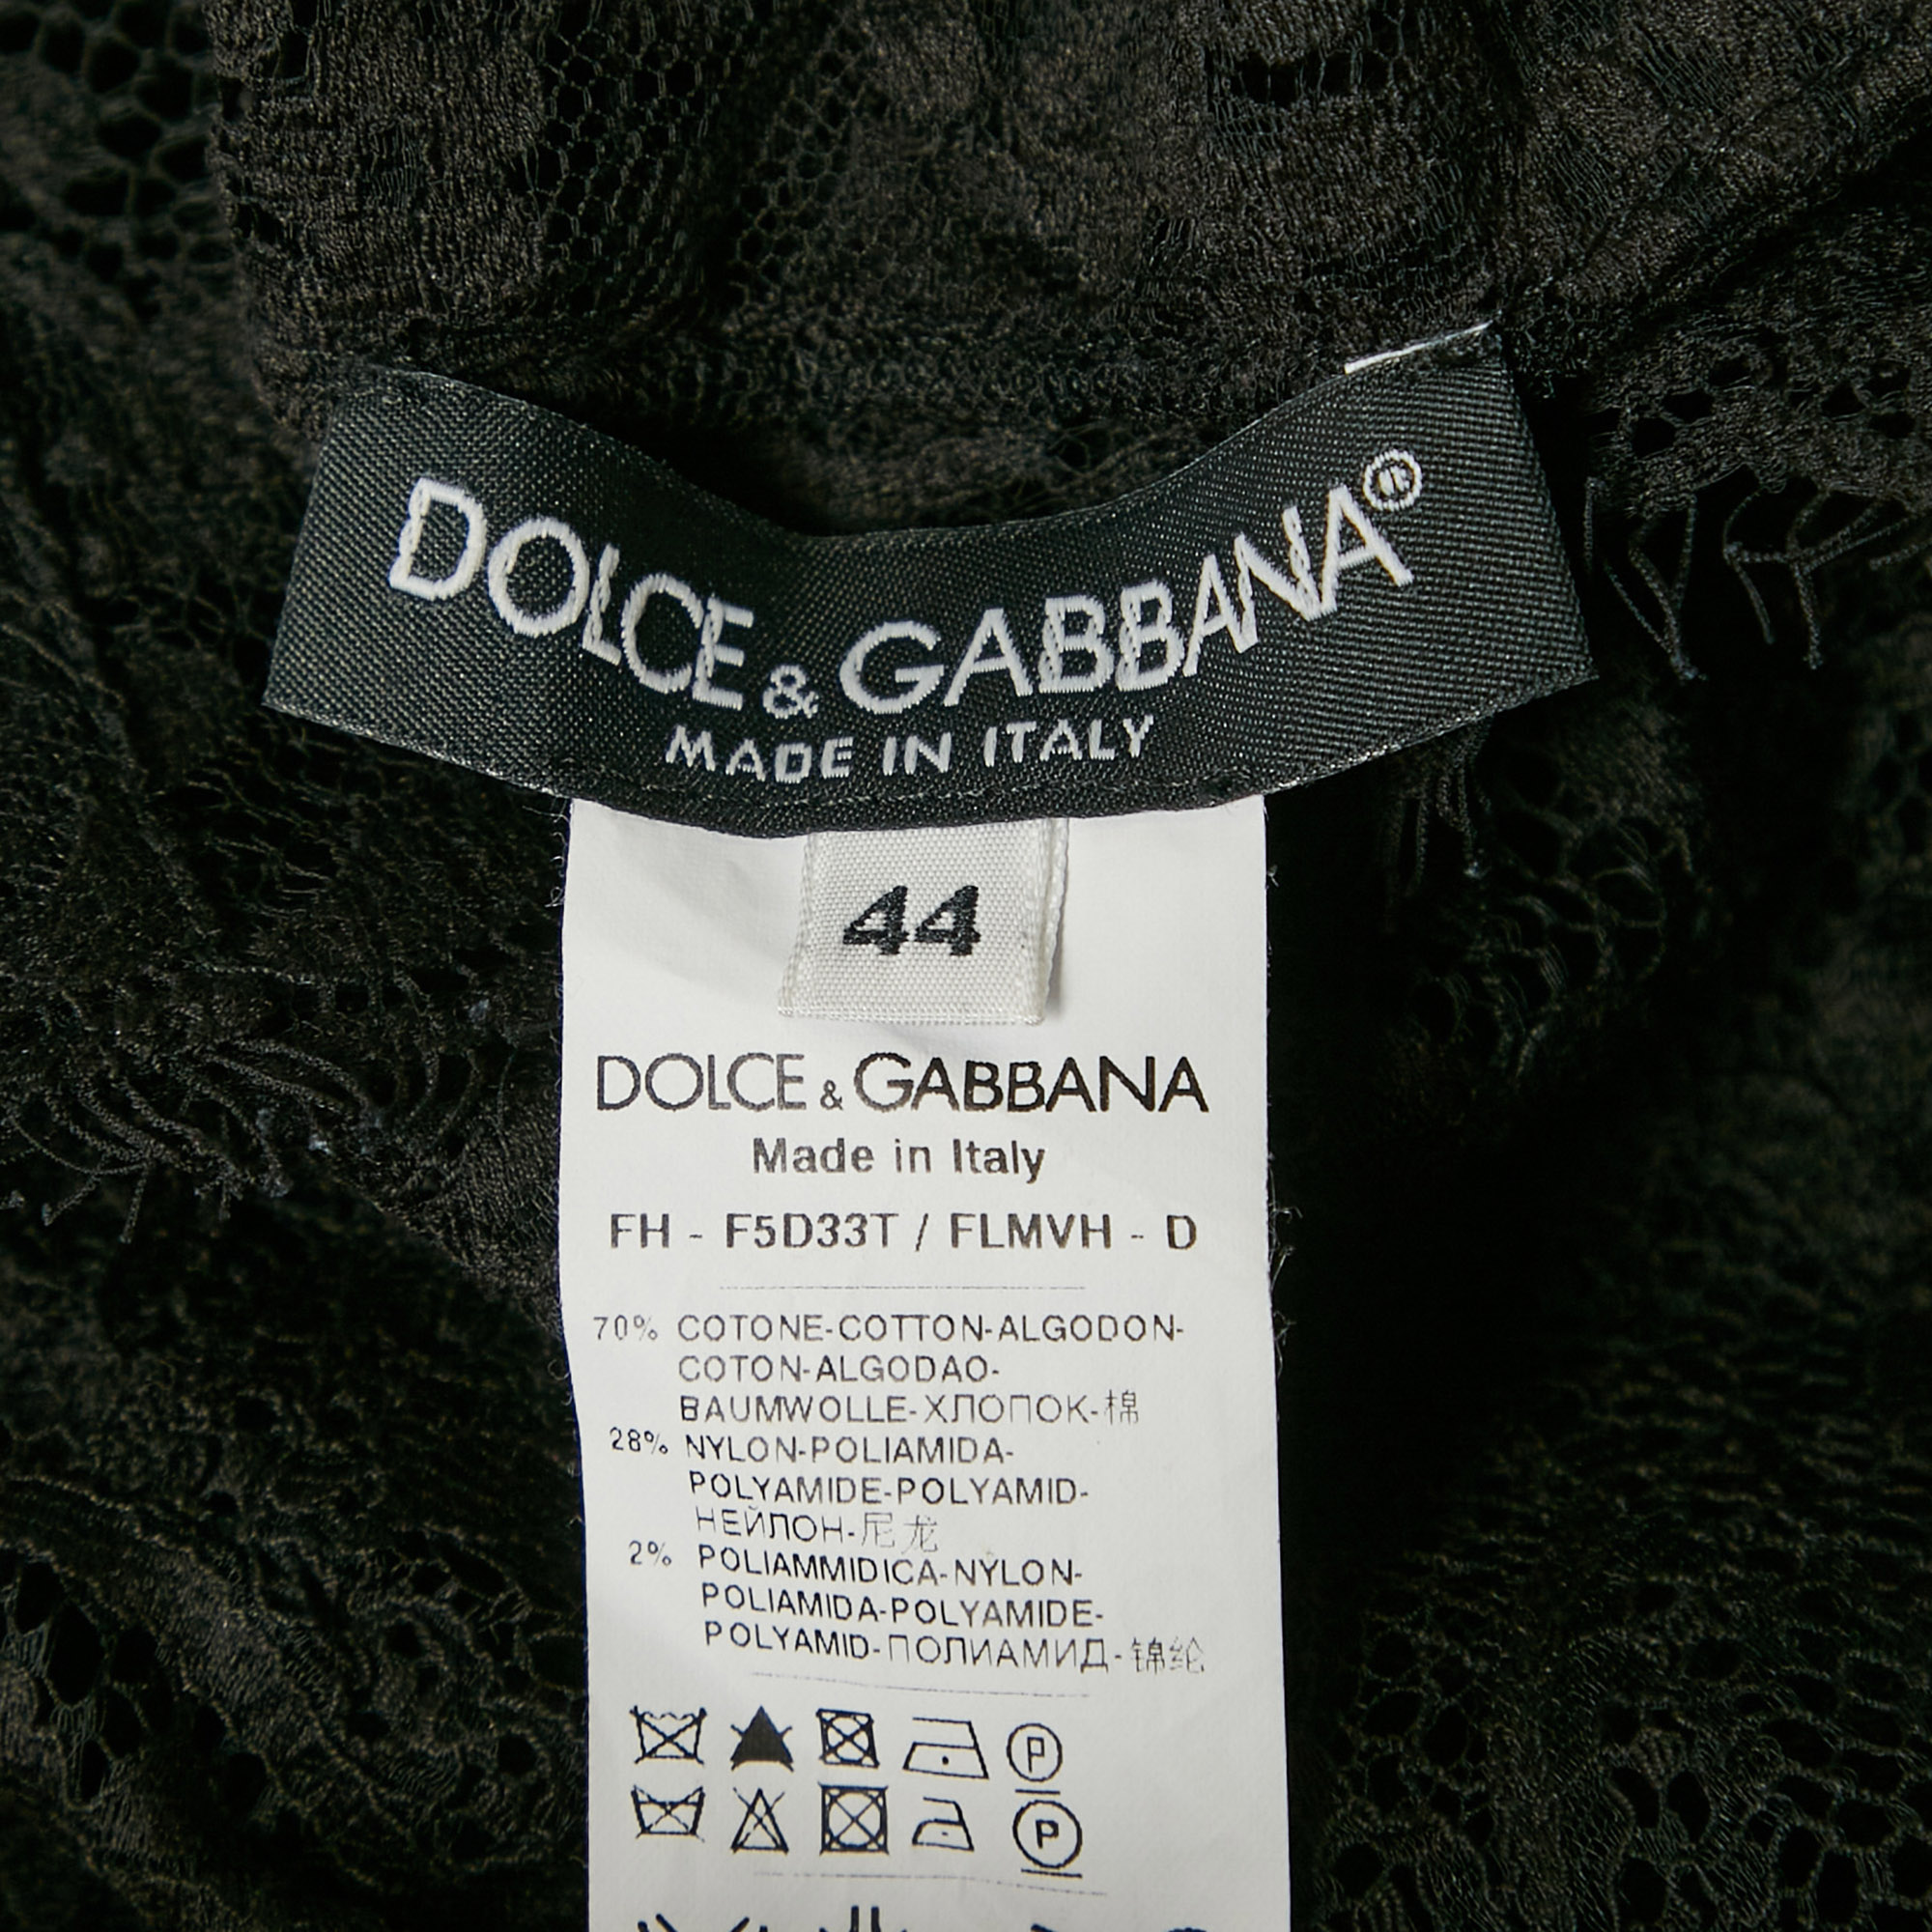 DOLCE & GABBANA®
MADE IN ITALY
44
DOLCE & GABBANA
Made in Italy
FH - F5D33T / FLMVH - D
70% COTONE-COTTON-ALGODON-
COTON-ALGODAO-
BAUMWOLLE-ХЛОПОК-棉
28% NYLON-POLIAMIDA-
POLYAMIDE-POLYAMID-
НЕЙЛОН-尼龙
2% POLIAMMIDICA-NYLON-
POLIAMIDA-POLYAMIDE-
POLYAMID-ПОЛИАМИД-锦纶
P
P